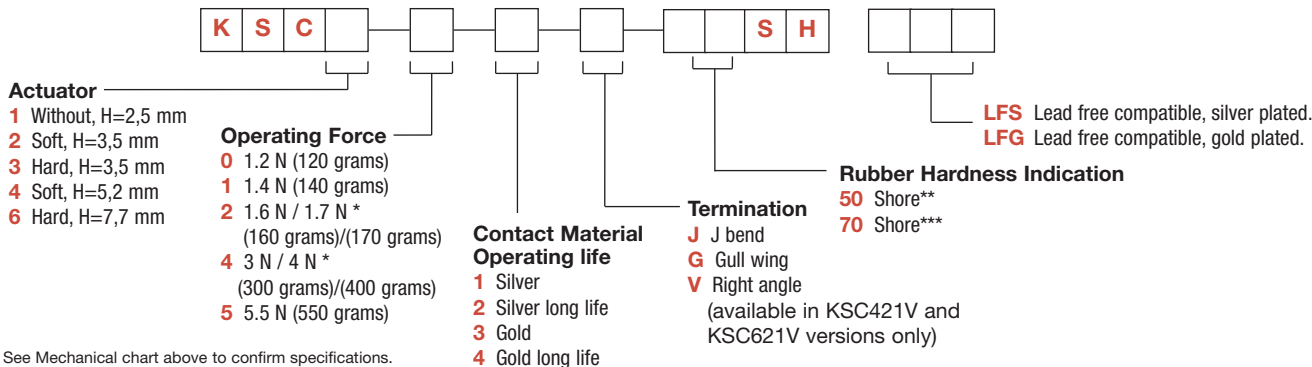 K S C S H
Actuator
1 Without, H=2,5 mm
2 Soft, H=3,5 mm
3 Hard, H=3,5 mm
4 Soft, H=5,2 mm
6 Hard, H=7,7 mm
Operating Force
0 1.2 N (120 grams)
1 1.4 N (140 grams)
2 1.6 N / 1.7 N *
(160 grams)/(170 grams)
4 3 N / 4 N *
(300 grams)/(400 grams)
5 5.5 N (550 grams)
Contact Material
Operating life
1 Silver
2 Silver long life
3 Gold
4 Gold long life
Termination
J J bend
G Gull wing
V Right angle
(available in KSC421V and
KSC621V versions only)
Rubber Hardness Indication
50 Shore**
70 Shore***
LFS Lead free compatible, silver plated.
LFG Lead free compatible, gold plated.
See Mechanical chart above to confirm specifications.